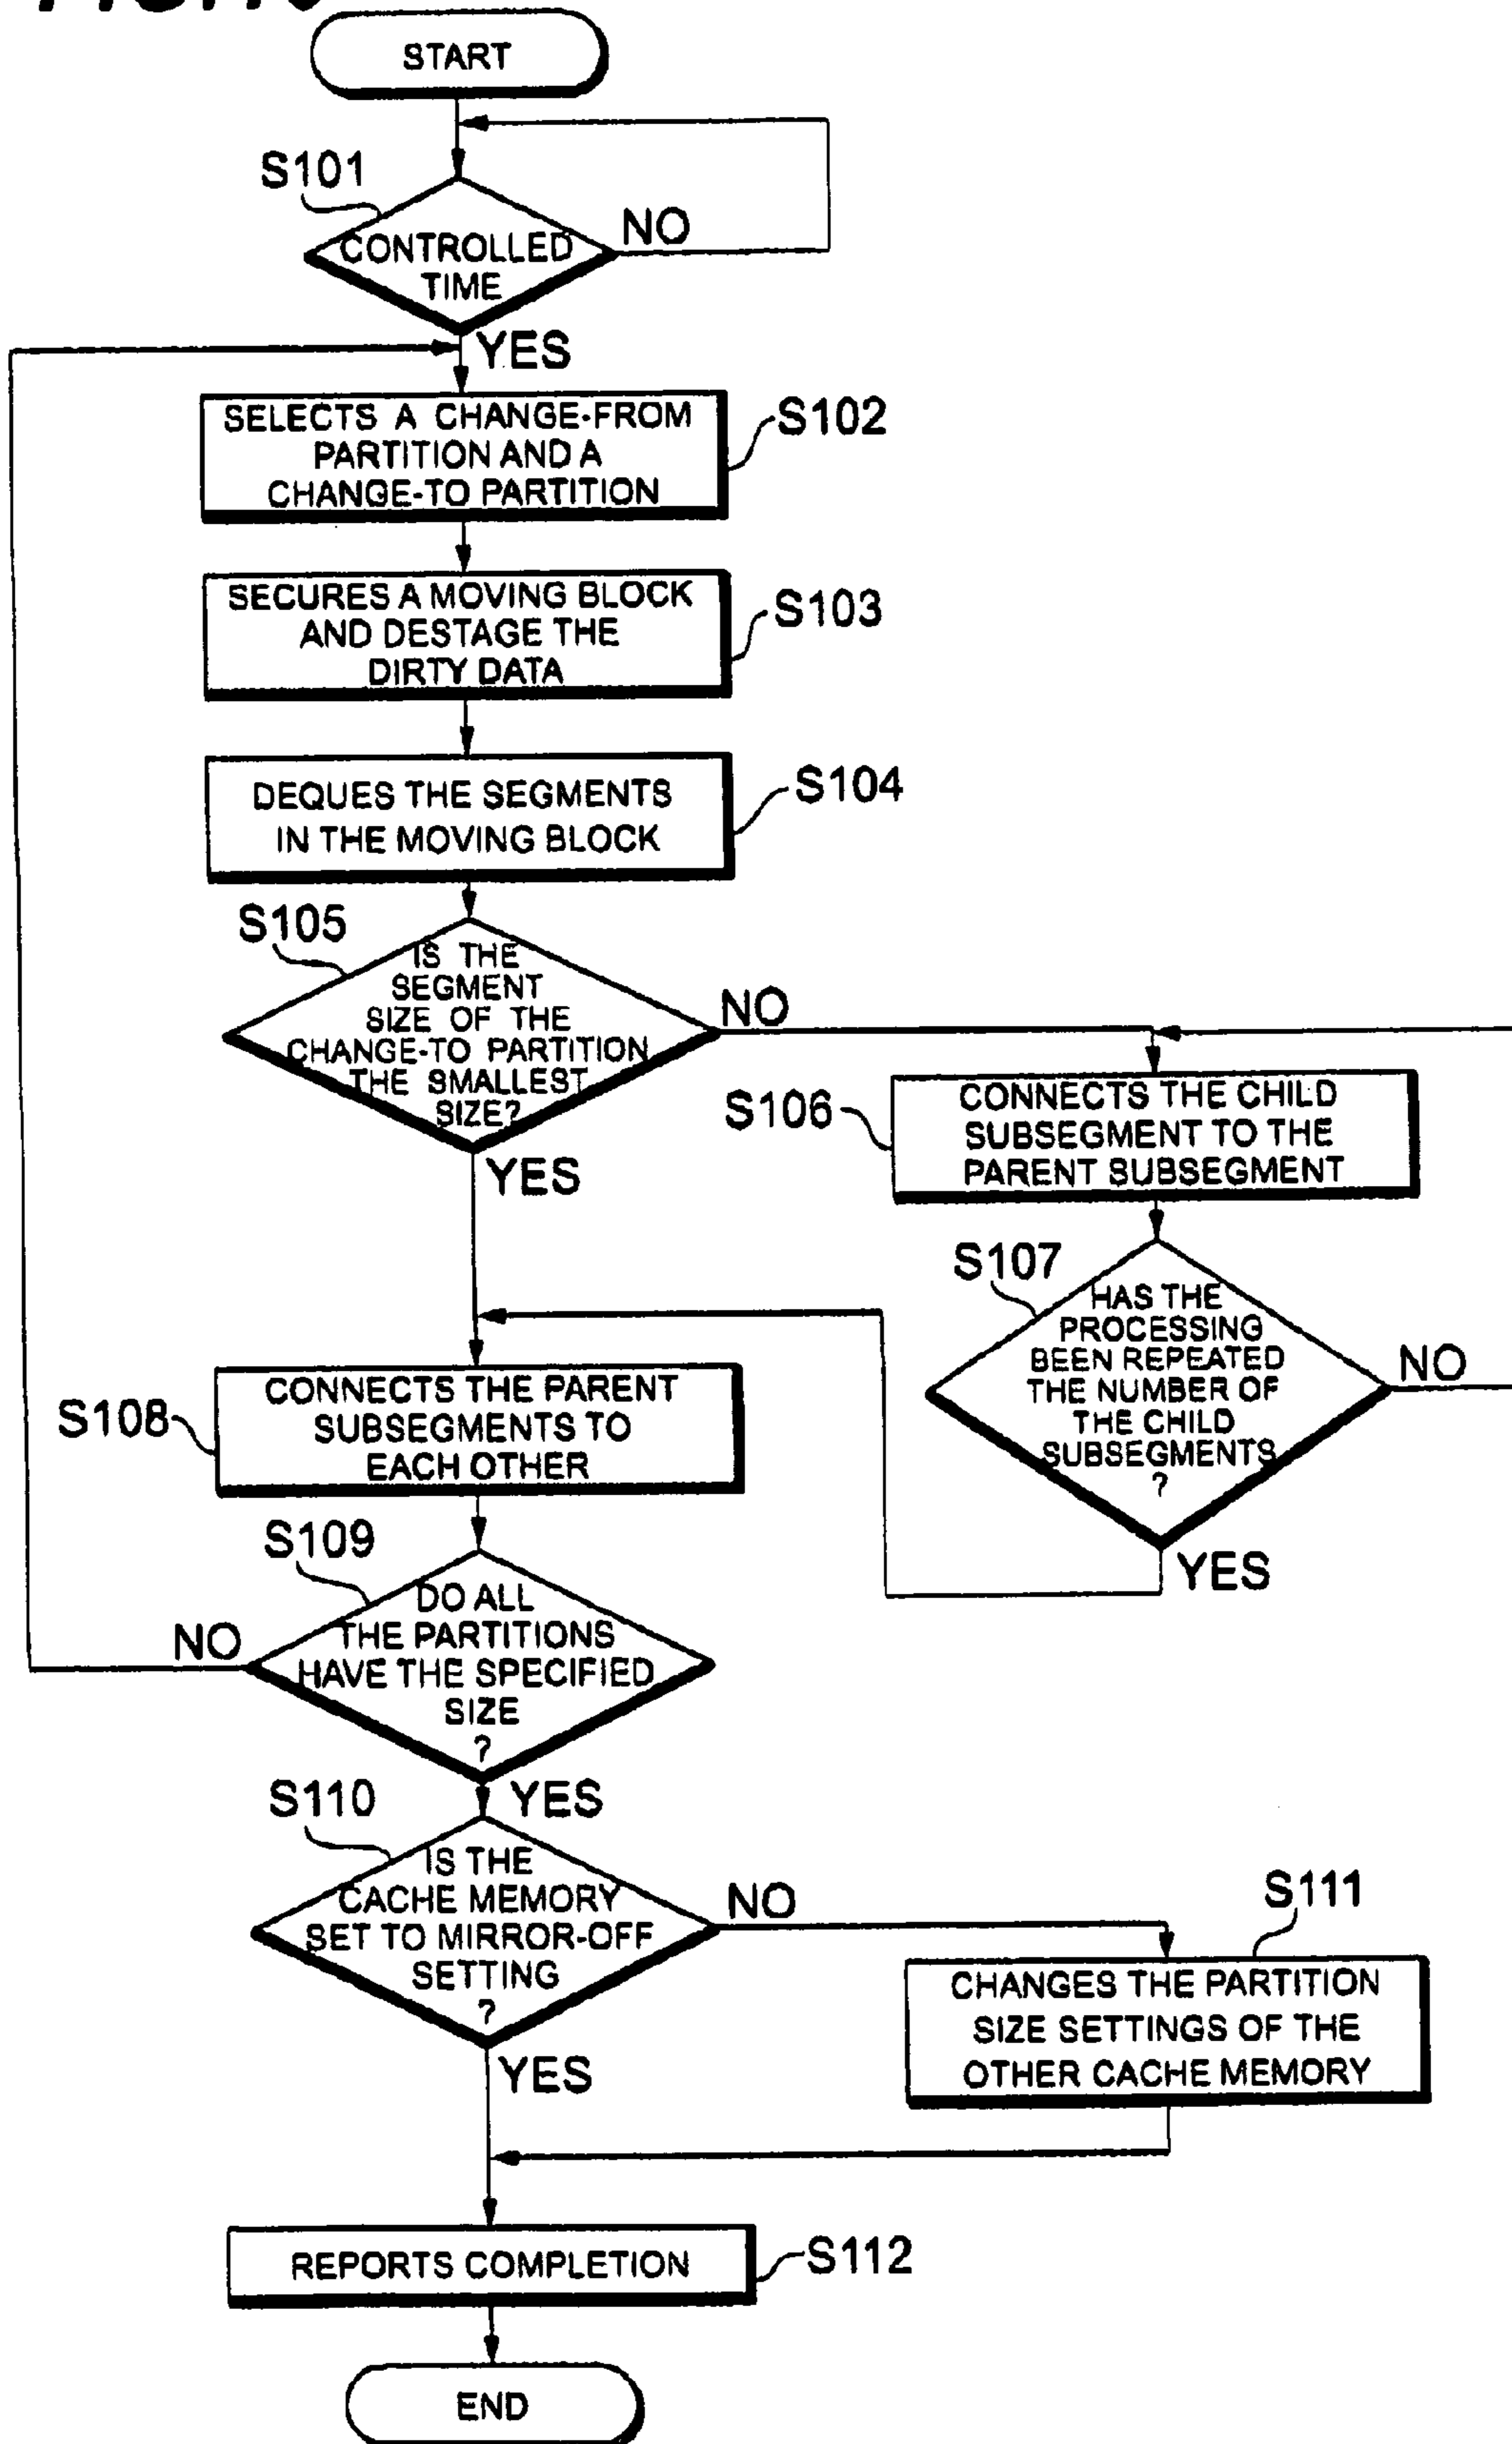 START
S101
CONTROLLED
TIME
NO
YES
SELECTS A CHANGE-FROM
PARTITION AND A
CHANGE-TO PARTITION
S102
SECURES A MOVING BLOCK
AND DESTAGE THE
DIRTY DATA
S103
DEQUES THE SEGMENTS
IN THE MOVING BLOCK
S104
S105
IS THE
SEGMENT
SIZE OF THE
CHANGE-TO PARTITION
THE SMALLEST
SIZE?
NO
YES
S106
CONNECTS THE CHILD
SUBSEGMENT TO THE
PARENT SUBSEGMENT
S107
HAS THE
PROCESSING
BEEN REPEATED
THE NUMBER OF
THE CHILD
SUBSEGMENTS
?
NO
YES
S108
CONNECTS THE PARENT
SUBSEGMENTS TO
EACH OTHER
S109
DO ALL
THE PARTITIONS
HAVE THE SPECIFIED
SIZE
?
NO
YES
S110
IS THE
CACHE MEMORY
SET TO MIRROR-OFF
SETTING
?
NO
YES
S111
CHANGES THE PARTITION
SIZE SETTINGS OF THE
OTHER CACHE MEMORY
REPORTS COMPLETION
S112
END